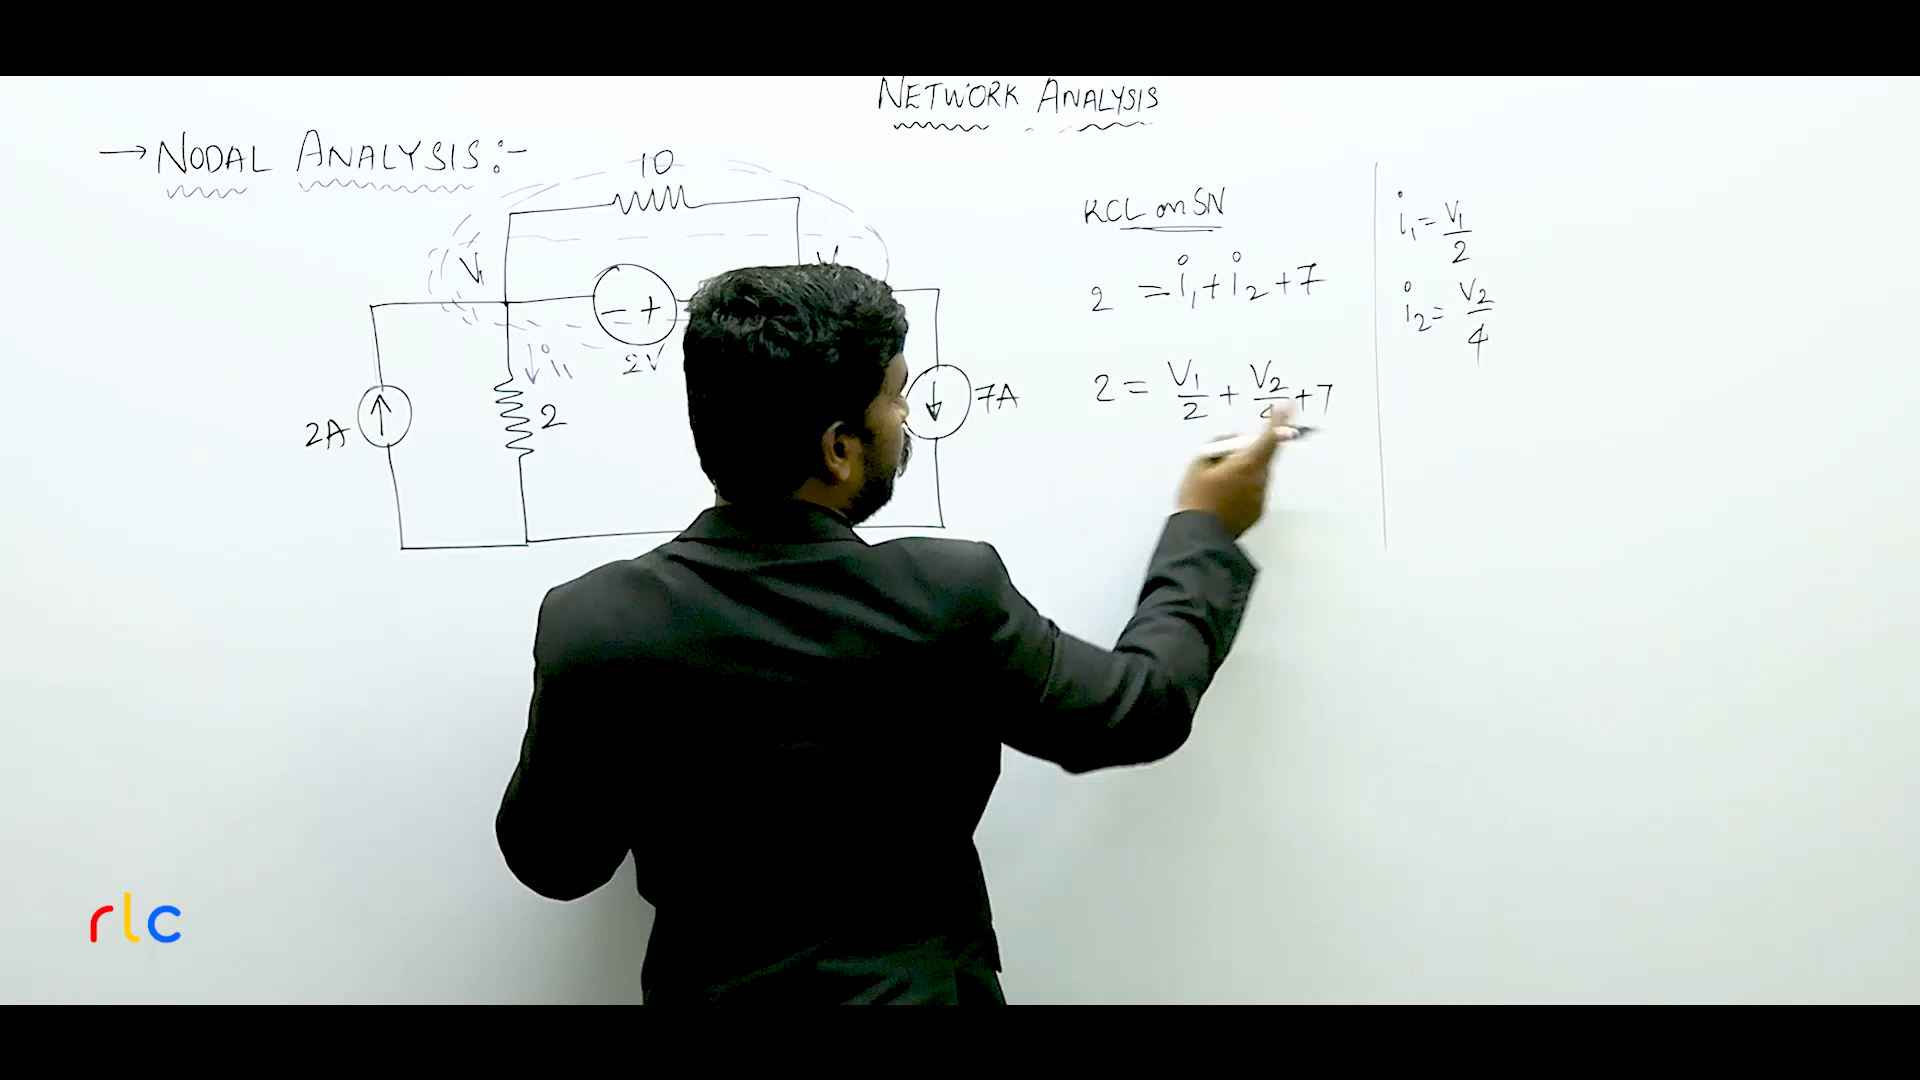 NETWORK ANALYSIS
→ NODAL ANALYSIS :-
10
V₁
V
- +
2V
i₁
2
2A
7A
KCL on SN
2 = i₁ + i₂ + 7
2 = V₁/2 + V₂/4 + 7
i₁ = V₁/2
i₂ = V₂/4
rlc